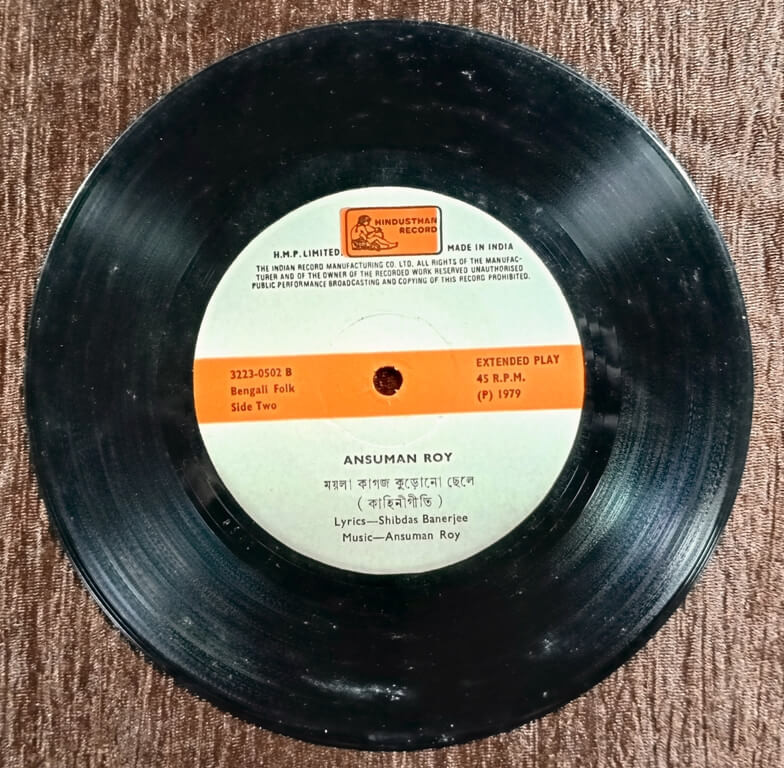 HINDUSTHAN
RECORD
H.M.P. LIMITED. MADE IN INDIA
THE INDIAN RECORD MANUFACTURING CO. LTD. ALL RIGHTS OF THE MANUFAC-
TURER AND OF THE OWNER OF THE RECORDED WORK RESERVED UNAUTHORISED
PUBLIC PERFORMANCE BROADCASTING AND COPYING OF THIS RECORD PROHIBITED.
3223-0502 B
Bengali Folk
Side Two
EXTENDED PLAY
45 R.P.M.
(P) 1979
ANSUMAN ROY
ময়লা কাগজ কুড়োনো ছেলে
( কাহিনীগীতি )
Lyrics—Shibdas Banerjee
Music—Ansuman Roy